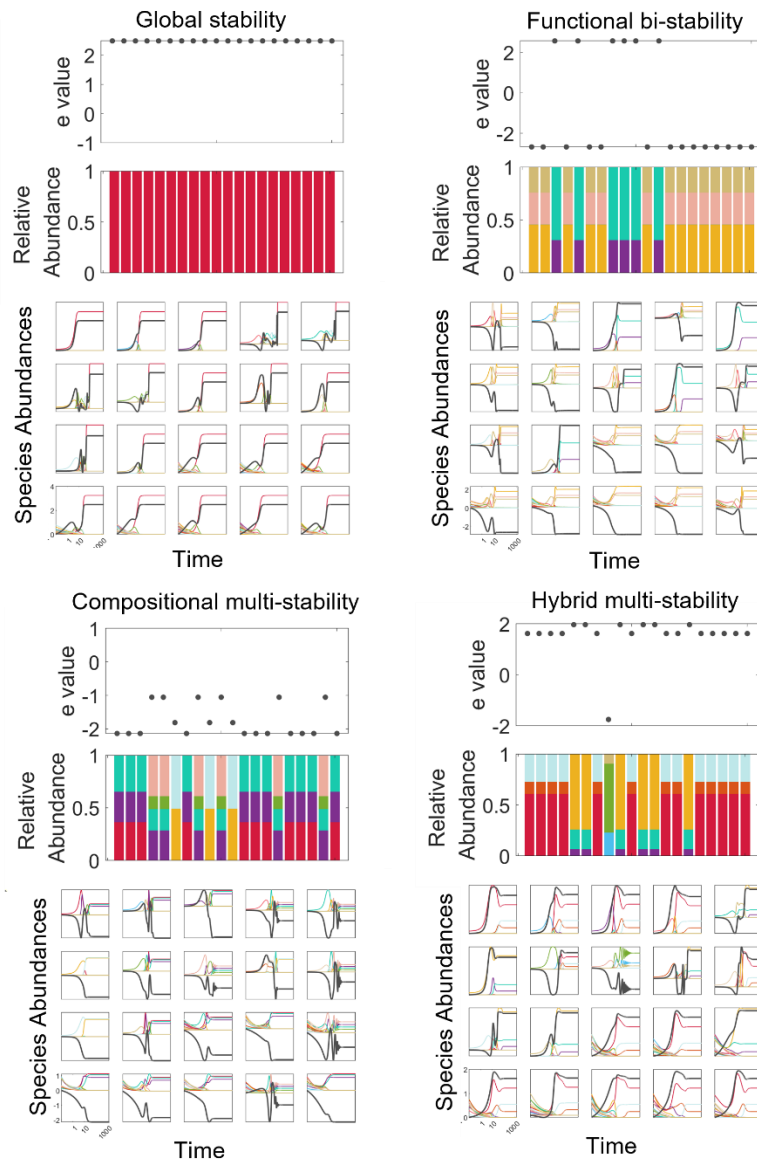 Global stability
2
1
0
-1
e value
1
0.5
0
Relative
Abundance
Species Abundances
4
2
0
1
10
1000
Time
Functional bi-stability
2
0
-2
e value
1
0.5
0
Relative
Abundance
Species Abundances
2
0
-2
1
10
1000
Time
Compositional multi-stability
1
0
-1
-2
e value
1
0.5
0
Relative
Abundance
Species Abundances
1
0
-1
-2
1
10
1000
Time
Hybrid multi-stability
2
0
-2
e value
1
0.5
0
Relative
Abundance
Species Abundances
2
1
0
1
10
1000
Time